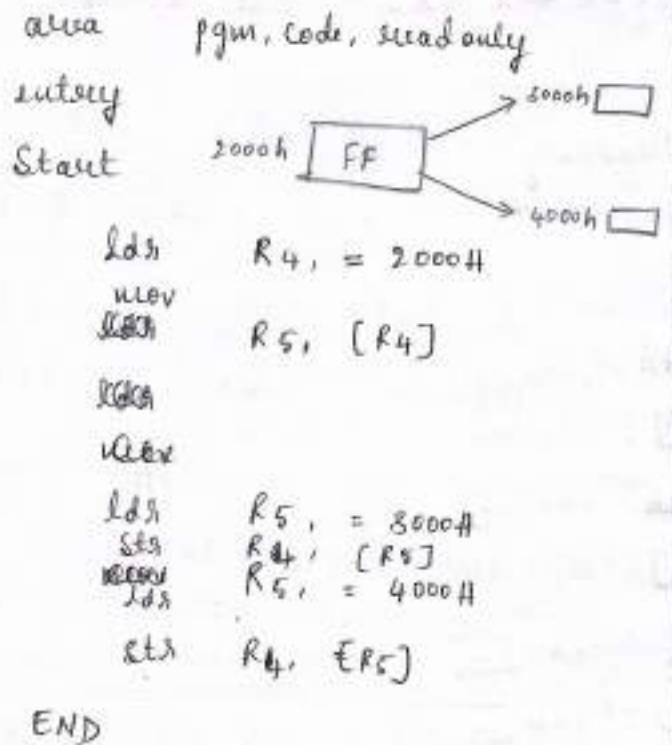 area pgm, code, readonly
entry
3000h
Start 2000h FF
4000h
ldr R4, = 2000H
mov
R5, [R4]
ldr R5, = 3000H
str R4, [R5]
ldr R5, = 4000H
str R4, [R5]
END